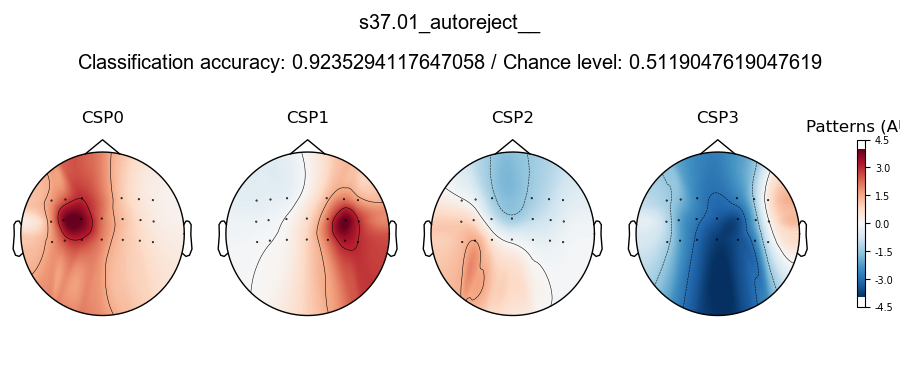 s37.01_autoreject__
Classification accuracy: 0.9235294117647058 / Chance level: 0.5119047619047619
CSP0 CSP1 CSP2 CSP3
Patterns (AU
4.5
3.0
1.5
0.0
-1.5
-3.0
-4.5